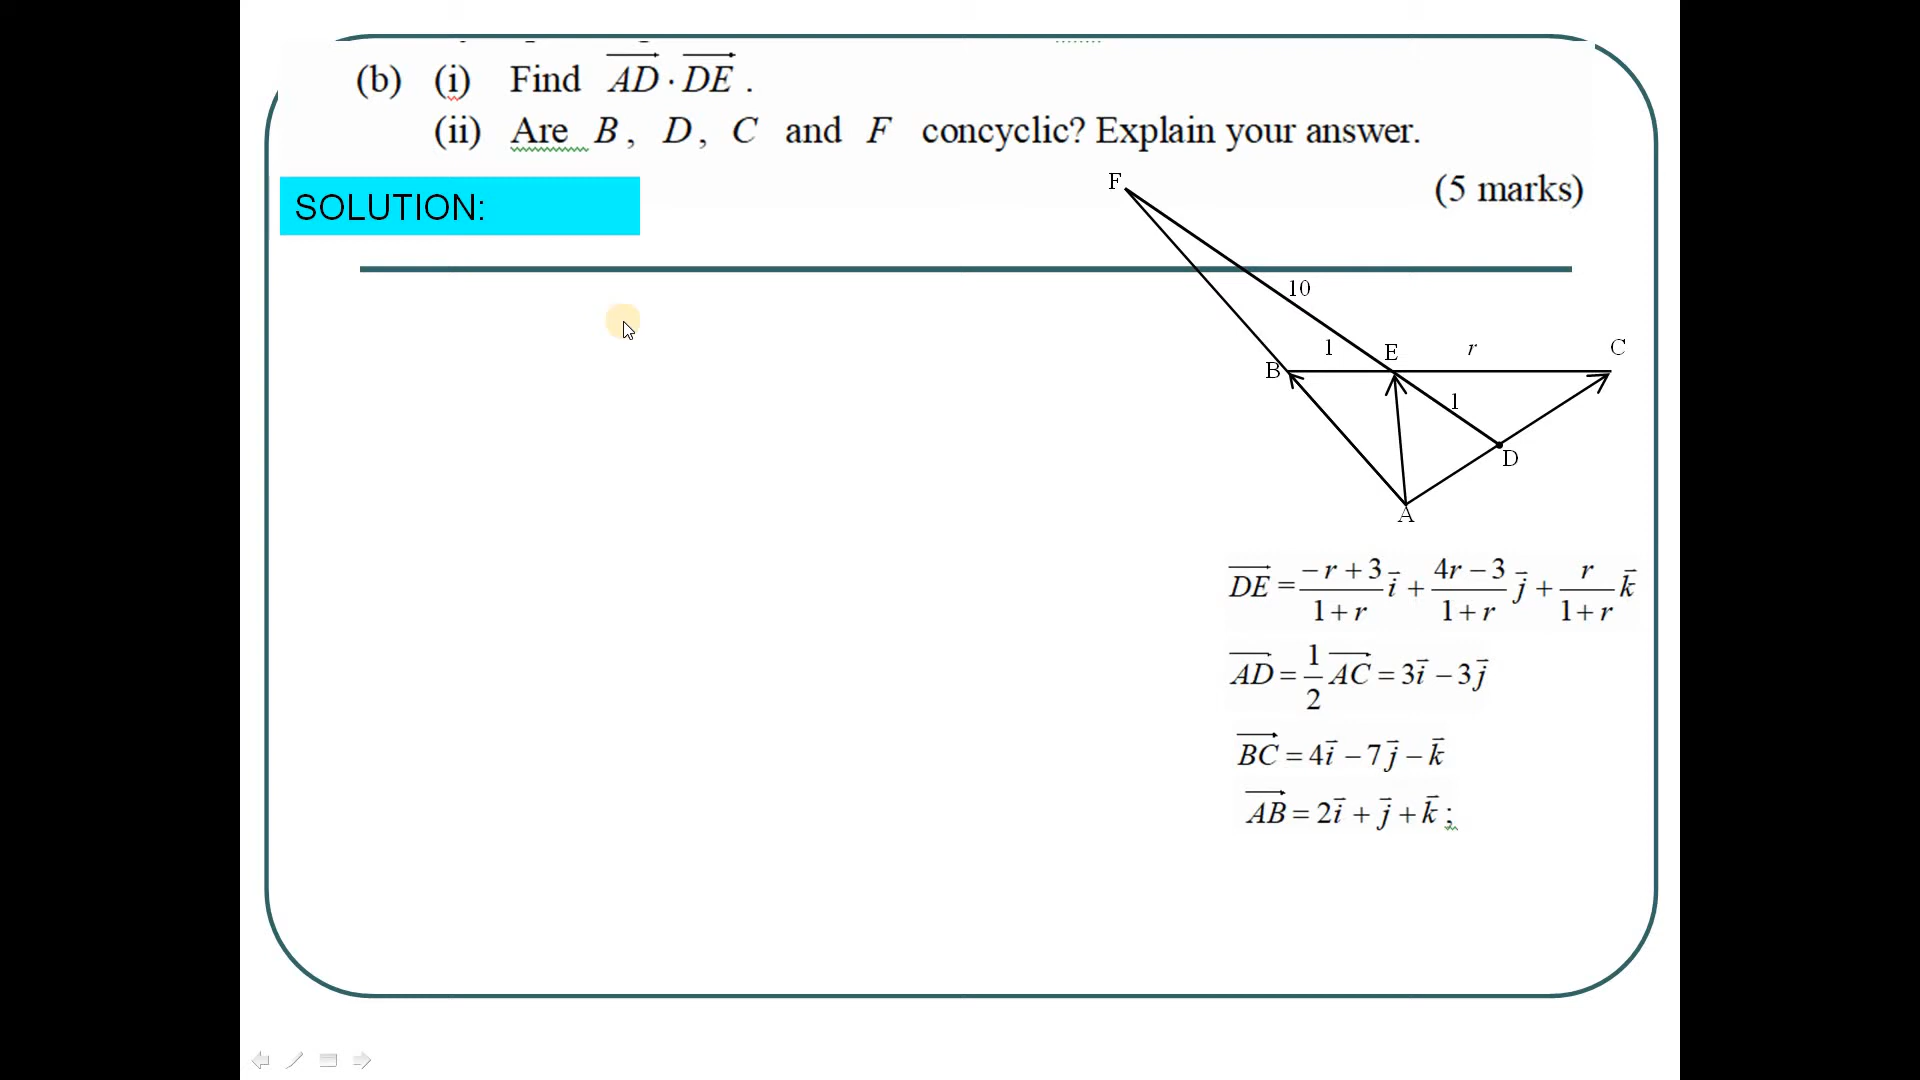 (b) (i) Find $\overrightarrow{AD} \cdot \overrightarrow{DE}$ .
(ii) Are B, D, C and F concyclic? Explain your answer.
(5 marks)
SOLUTION:
F
10
1 E r C
B
1
D
A
$\overrightarrow{DE} = \frac{-r+3}{1+r}\vec{i} + \frac{4r-3}{1+r}\vec{j} + \frac{r}{1+r}\vec{k}$
$\overrightarrow{AD} = \frac{1}{2}\overrightarrow{AC} = 3\vec{i} - 3\vec{j}$
$\overrightarrow{BC} = 4\vec{i} - 7\vec{j} - \vec{k}$
$\overrightarrow{AB} = 2\vec{i} + \vec{j} + \vec{k}$ ;